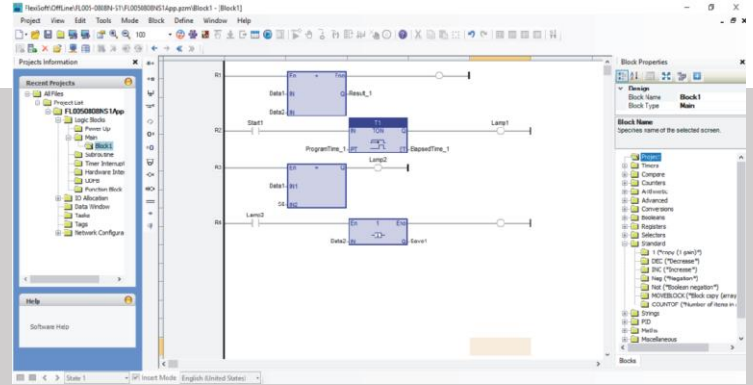 FlexiSoft\OffLine\FL005-0808N-S1\FL005080BNS1App.pzm\Block1 - [Block1]
Project View Edit Tools Mode Block Define Window Help
100
Projects Information
Recent Projects
All Files
Project List
FL0050808NS1App
Logic Blocks
Power Up
Main
Block1
Subroutine
Timer Interrupt
Hardware Inte
UDFB
Function Block
IO Allocation
Data Window
Tasks
Tags
Network Configura
Help
Software Help
R1
En + Eno
Data1 IN Q Result_1
Data2 IN
R2
Start1
T1
IN TON Q
ProgramTime_1 PT ET ElapsedTime_1
Lamp1
R3
En =
Lamp2
Data1 IN1
50 IN2
R4
Lamp2
En 1 Eno
Data2 IN Q Save1
Block Properties
Design
Block Name Block1
Block Type Main
Block Name
Specifies name of the selected screen.
Project
Timers
Compare
Counters
Arithmetic
Advanced
Conversions
Booleans
Registers
Selectors
Standard
1 (*copy (1 gain)*)
DEC (*Decrease*)
INC (*Increase*)
Neg (*Negation*)
Not (*Boolean negation*)
MOVEBLOCK (*Block copy (array
COUNTOF (*Number of items in
Strings
PID
Maths
Miscellaneous
Blocks
State 1
Insert Mode
English (United States)